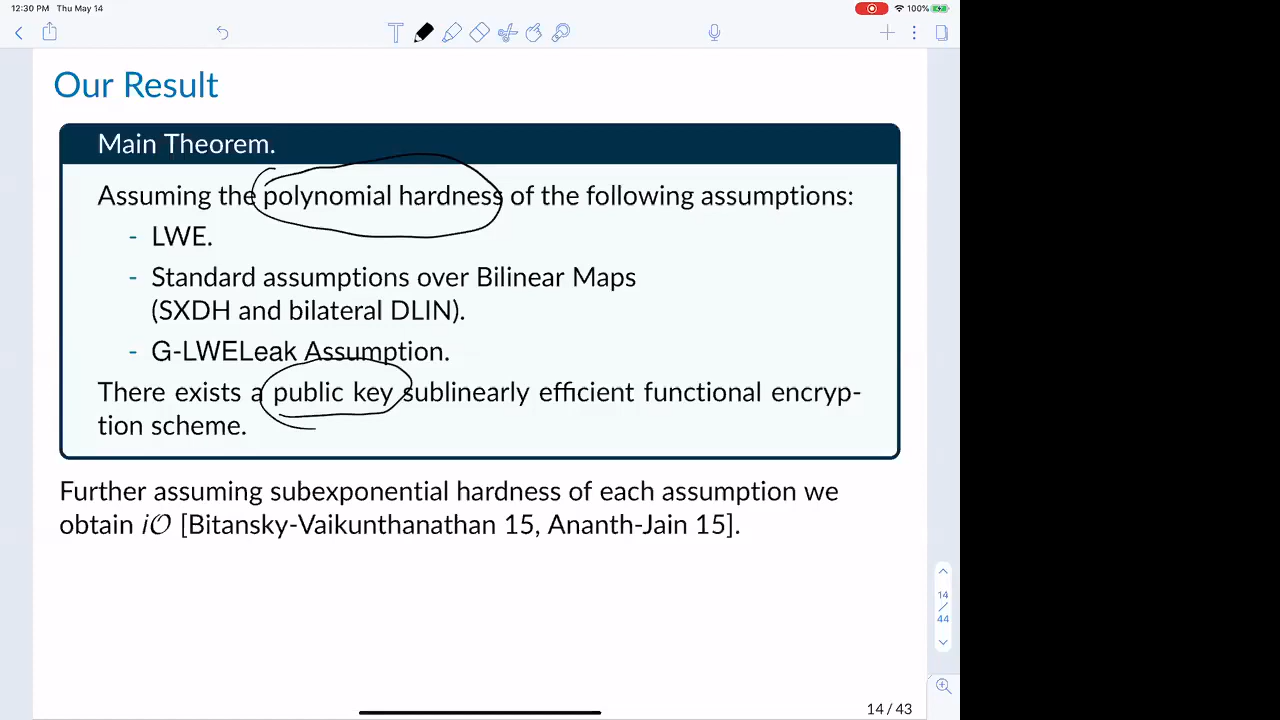 12:30 PM Thu May 14
100%
Our Result
Main Theorem.
Assuming the polynomial hardness of the following assumptions:
- LWE.
- Standard assumptions over Bilinear Maps
(SXDH and bilateral DLIN).
- G-LWELeak Assumption.
There exists a public key sublinearly efficient functional encryp-
tion scheme.
Further assuming subexponential hardness of each assumption we
obtain iO [Bitansky-Vaikunthanathan 15, Ananth-Jain 15].
14
/
44
14 / 43